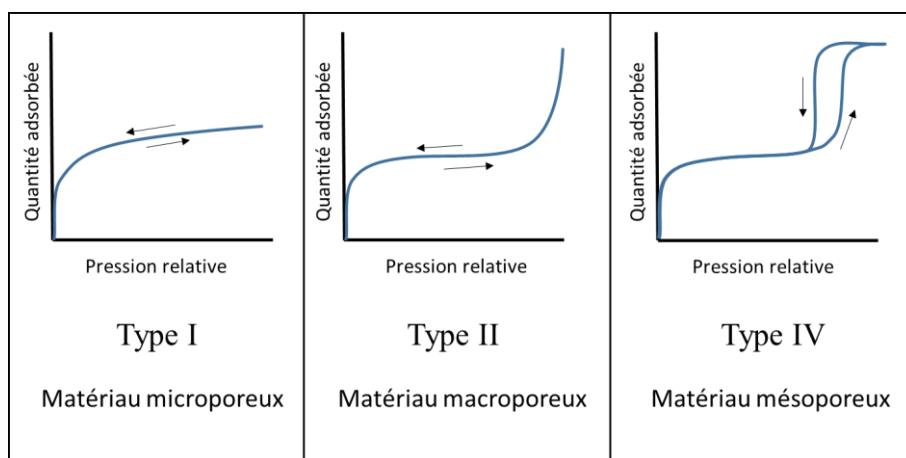 Quantité adsorbée
Pression relative
Type I
Matériau microporeux
Quantité adsorbée
Pression relative
Type II
Matériau macroporeux
Quantité adsorbée
Pression relative
Type IV
Matériau mésoporeux